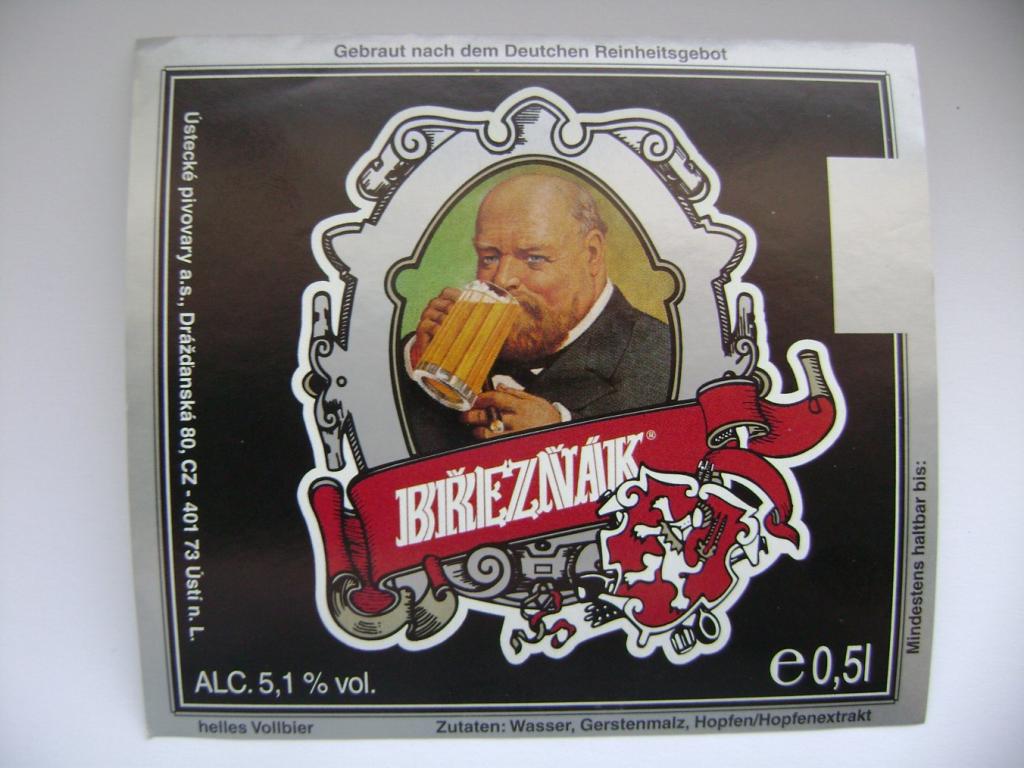 Gebraut nach dem Deutchen Reinheitsgebot
Ústecké pivovary a.s., Drážďanská 80, CZ - 401 73 Ústí n. L.
BŘEZŇÁK®
Mindestens haltbar bis:
ALC. 5,1 % vol.
e 0,5l
helles Vollbier
Zutaten: Wasser, Gerstenmalz, Hopfen/Hopfenextrakt